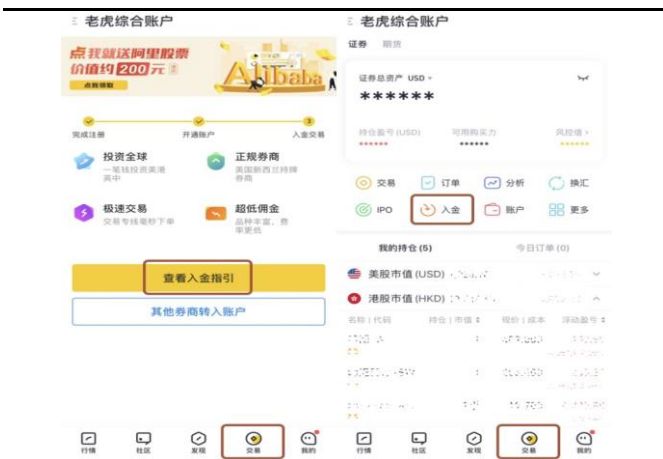 老虎综合账户
点我就送阿里股票
价值约200元
点我领取
Alibaba
完成注册
开通账户
3
入金交易
投资全球
一笔钱投资美港
英中
正规券商
美国新西兰持牌
券商
极速交易
交易专线毫秒下单
超低佣金
品种丰富,费
率更低
查看入金指引
其他券商转入账户
行情
社区
发现
交易
我的
老虎综合账户
证券 期货
证券总资产 USD
******
持仓盈亏(USD)
可用购买力
风控值 >
******
******
******
交易
订单
分析
换汇
IPO
入金
账户
更多
我的持仓(5)
今日订单(0)
美股市值(USD)
港股市值(HKD)
名称|代码
持仓|市值
现价|成本
浮动盈亏
行情
社区
发现
交易
我的